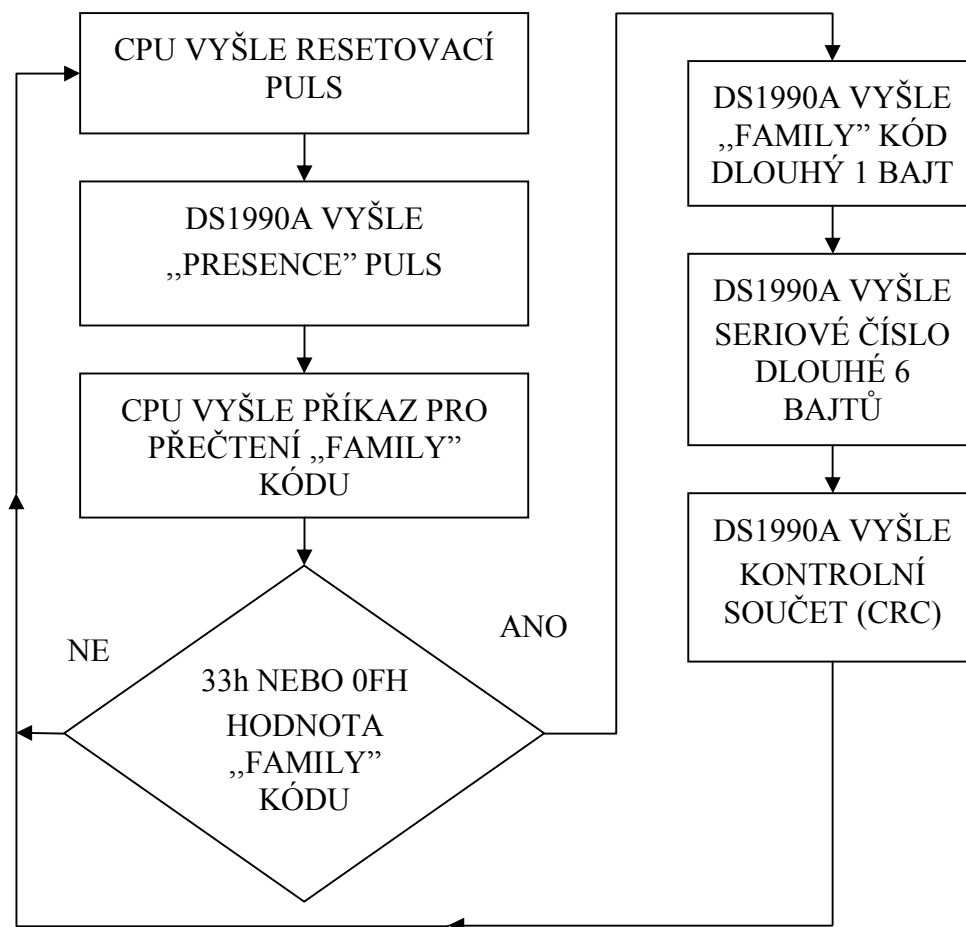 CPU VYŠLE RESETOVACÍ
PULS
DS1990A VYŠLE
,,PRESENCE” PULS
CPU VYŠLE PŘÍKAZ PRO
PŘEČTENÍ ,,FAMILY”
KÓDU
NE
ANO
33h NEBO 0FH
HODNOTA
,,FAMILY”
KÓDU
DS1990A VYŠLE
,,FAMILY” KÓD
DLOUHÝ 1 BAJT
DS1990A VYŠLE
SERIOVÉ ČÍSLO
DLOUHÉ 6
BAJTŮ
DS1990A VYŠLE
KONTROLNÍ
SOUČET (CRC)